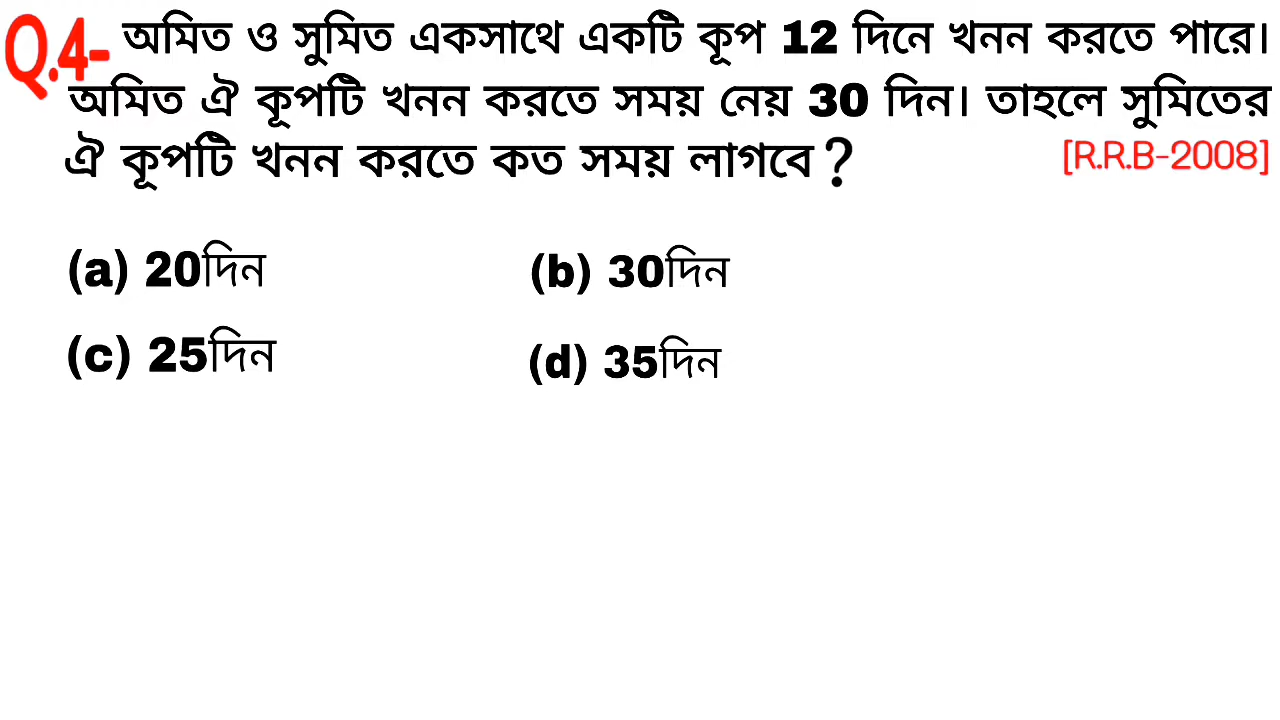 Q.4- অমিত ও সুমিত একসাথে একটি কূপ 12 দিনে খনন করতে পারে।
অমিত ঐ কূপটি খনন করতে সময় নেয় 30 দিন। তাহলে সুমিতের
ঐ কূপটি খনন করতে কত সময় লাগবে ? [R.R.B-2008]
(a) 20দিন (b) 30দিন
(c) 25দিন (d) 35দিন